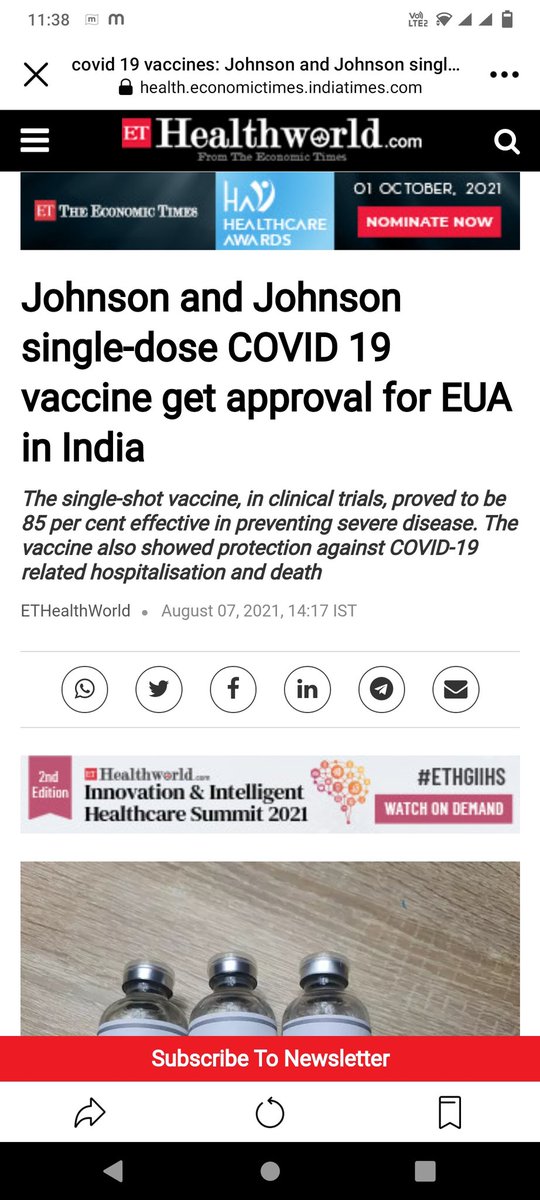 11:38 m m Vo) LTE2
covid 19 vaccines: Johnson and Johnson singl...
health.economictimes.indiatimes.com
ET Healthworld.com
From The Economic Times
ET THE ECONOMIC TIMES
HEALTHCARE
AWARDS
01 OCTOBER, 2021
NOMINATE NOW
Johnson and Johnson
single-dose COVID 19
vaccine get approval for EUA
in India
The single-shot vaccine, in clinical trials, proved to be
85 per cent effective in preventing severe disease. The
vaccine also showed protection against COVID-19
related hospitalisation and death
ETHealthWorld • August 07, 2021, 14:17 IST
2nd
Edition
ET Healthworld.com
Innovation & Intelligent
Healthcare Summit 2021
#ETHGIIHS
WATCH ON DEMAND
Subscribe To Newsletter